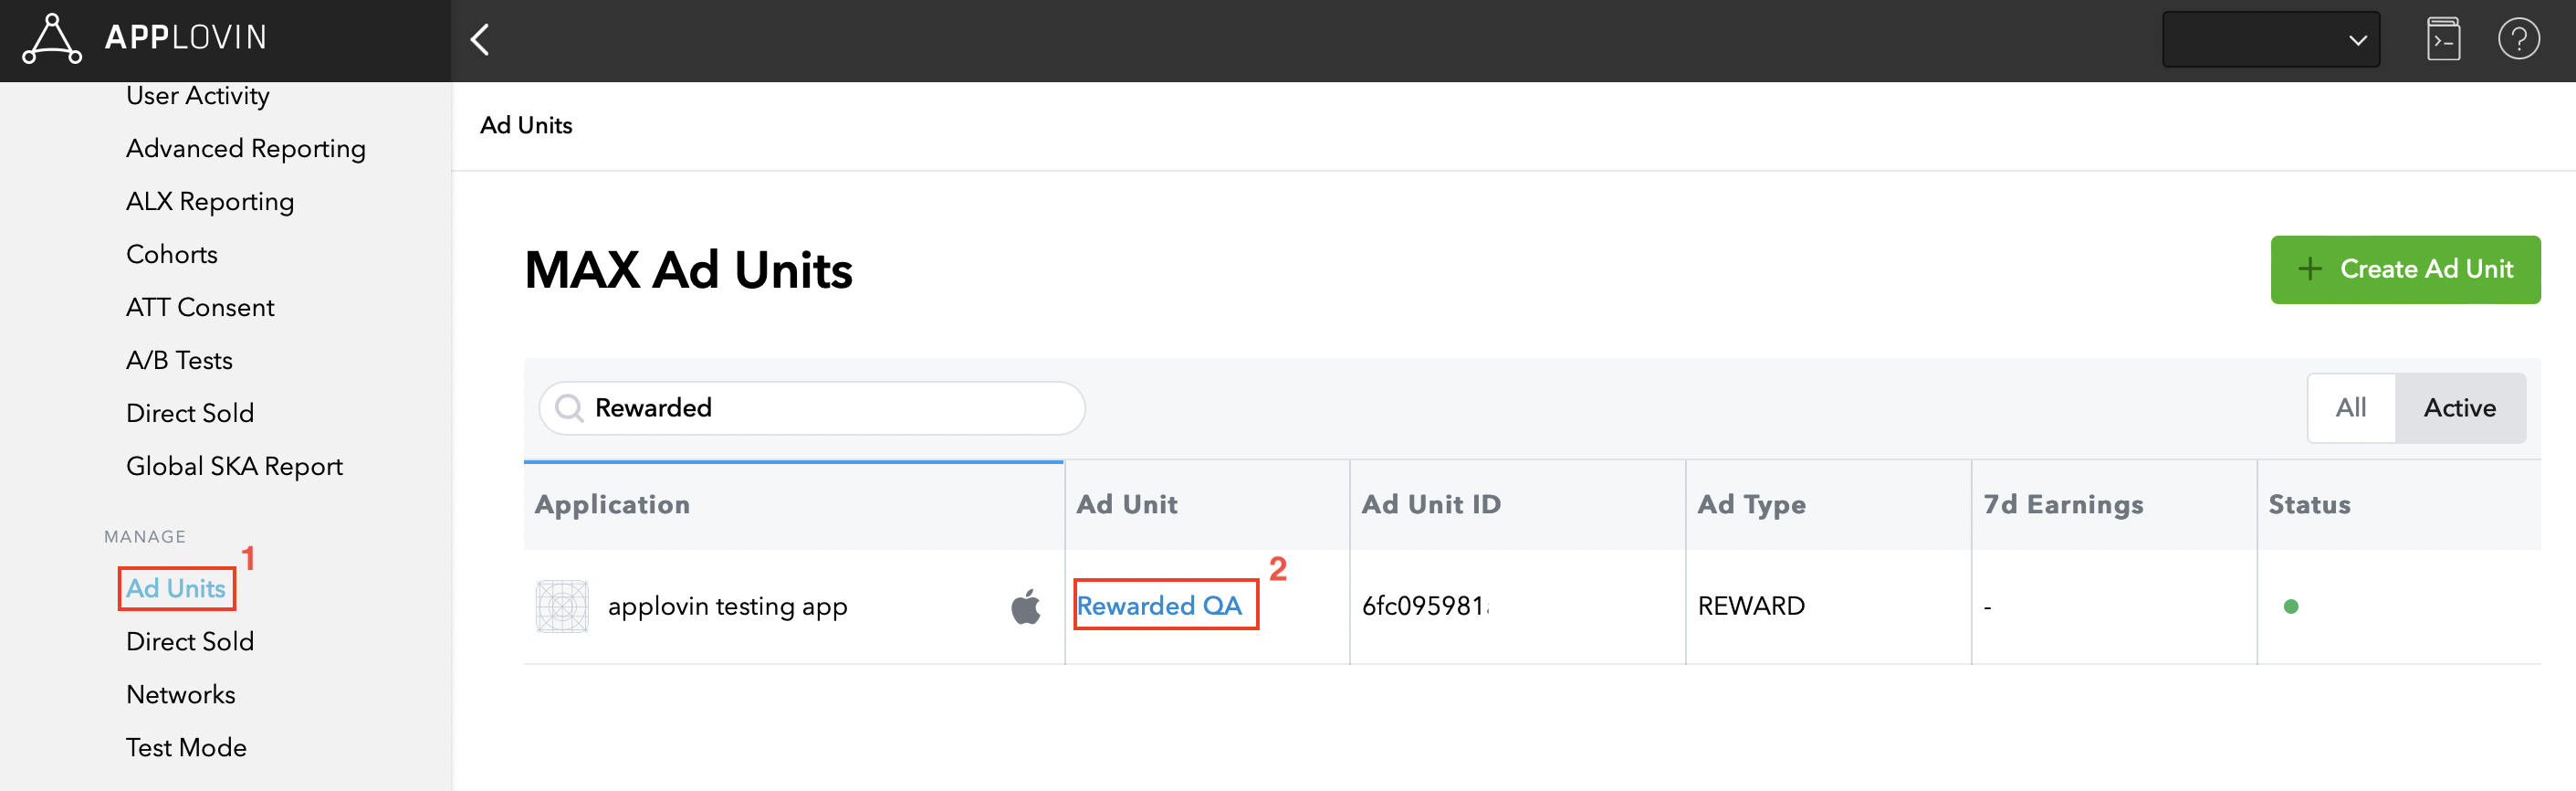 APPLOVIN
User Activity
Advanced Reporting
ALX Reporting
Cohorts
ATT Consent
A/B Tests
Direct Sold
Global SKA Report
MANAGE
Ad Units
1
Direct Sold
Networks
Test Mode
Ad Units
MAX Ad Units
+ Create Ad Unit
Rewarded
All Active
Application Ad Unit Ad Unit ID Ad Type 7d Earnings Status
applovin testing app Rewarded QA 2 6fc095981 REWARD -